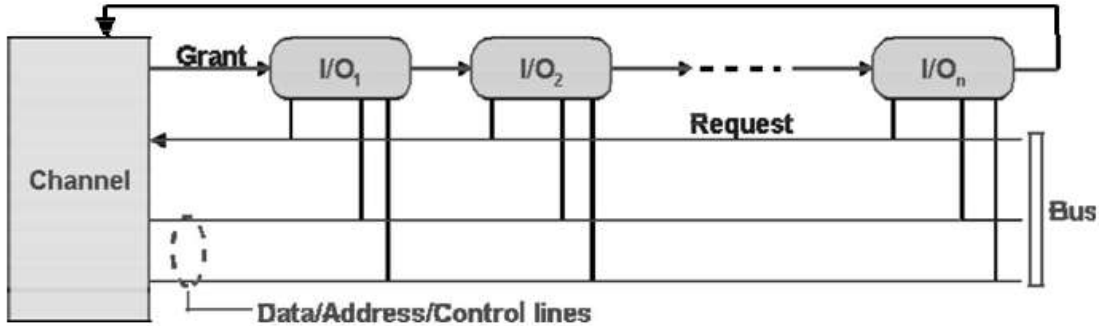 Grant
I/O1
I/O2
I/On
Request
Channel
Bus
Data/Address/Control lines